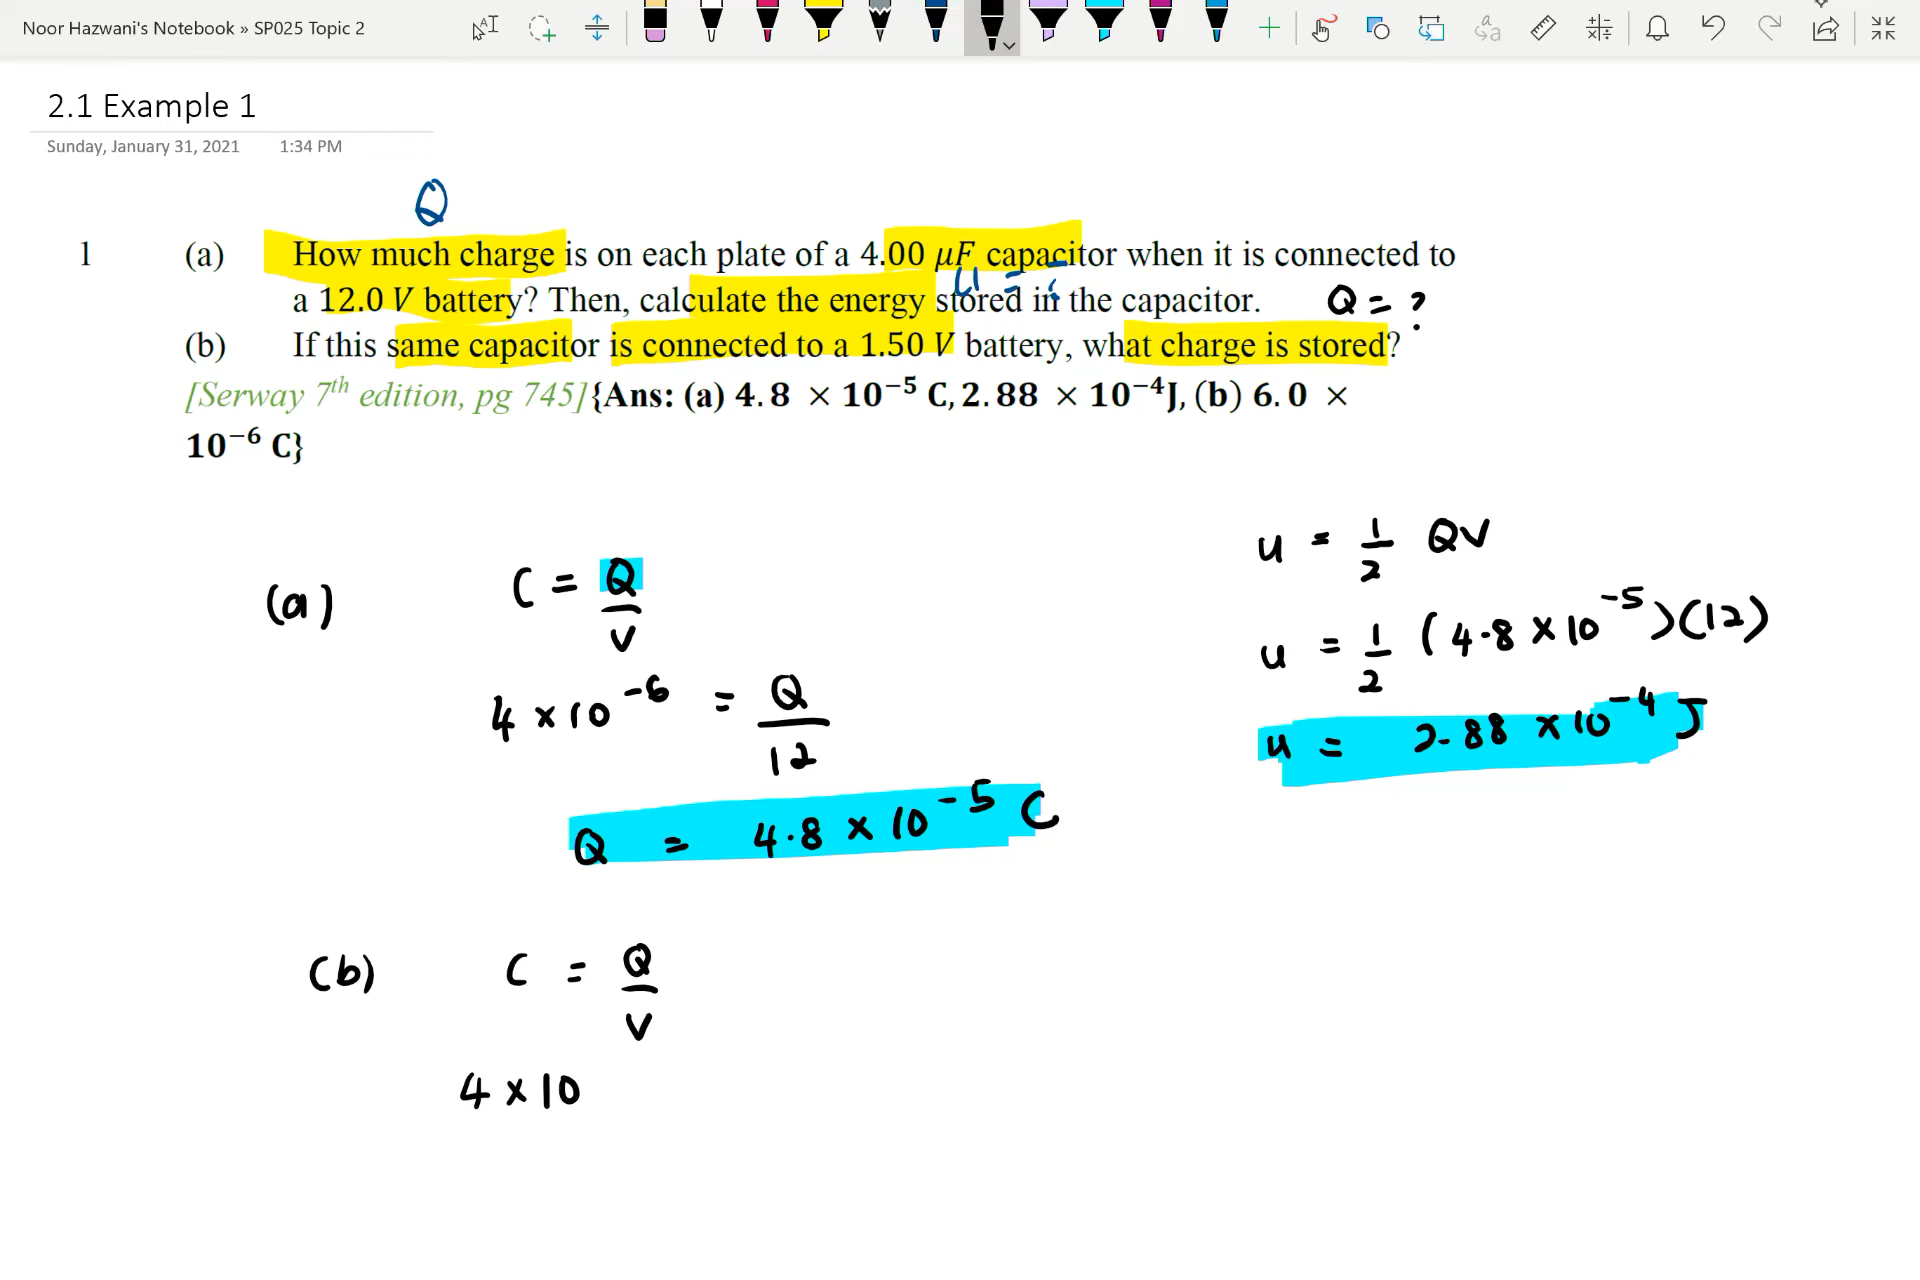 Noor Hazwani's Notebook » SP025 Topic 2
2.1 Example 1
Sunday, January 31, 2021 1:34 PM
Q
1 (a) How much charge is on each plate of a 4.00 μF capacitor when it is connected to
a 12.0 V battery? Then, calculate the energy stored in the capacitor. Q = ?
(b) If this same capacitor is connected to a 1.50 V battery, what charge is stored?
[Serway 7th edition, pg 745]{Ans: (a) 4.8 × 10⁻⁵ C, 2.88 × 10⁻⁴J, (b) 6.0 ×
10⁻⁶ C}
(a) C = Q/V
4 × 10⁻⁶ = Q/12
Q = 4.8 × 10⁻⁵ C
u = 1/2 QV
u = 1/2 (4.8 × 10⁻⁵)(12)
u = 2.88 × 10⁻⁴ J
(b) C = Q/V
4 × 10